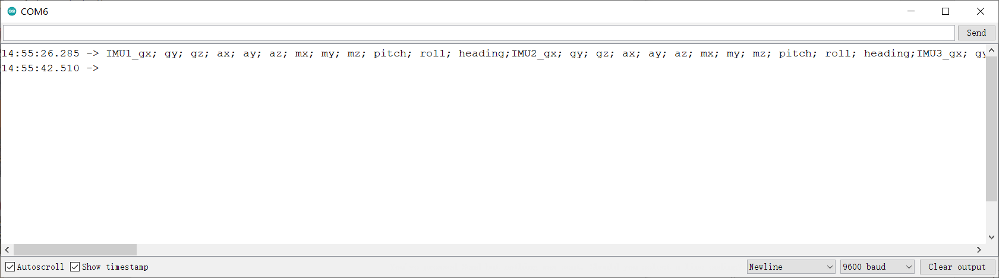 COM6
Send
14:55:26.285 -> IMU1_gx; gy; gz; ax; ay; az; mx; my; mz; pitch; roll; heading;IMU2_gx; gy; gz; ax; ay; az; mx; my; mz; pitch; roll; heading;IMU3_gx; gy
14:55:42.510 ->
Autoscroll Show timestamp Newline 9600 baud Clear output